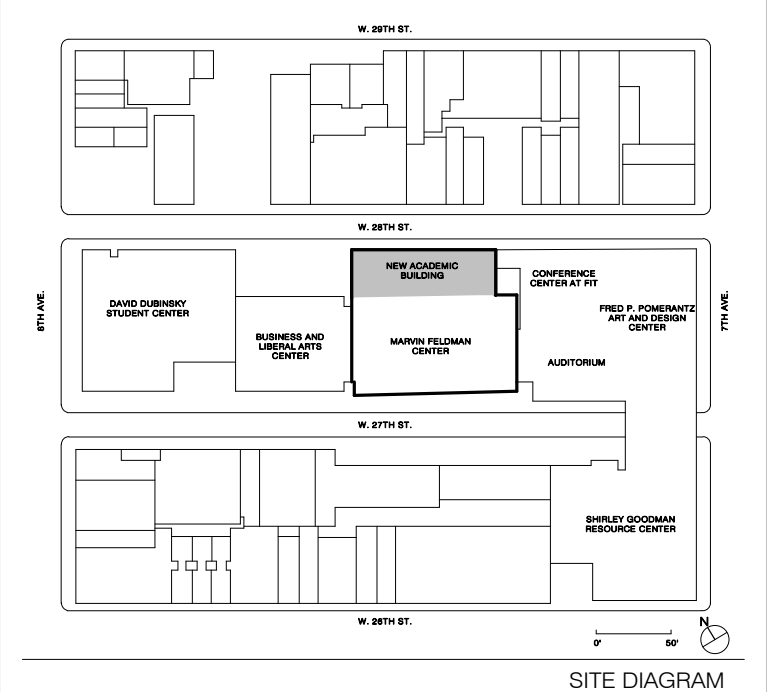 W. 29TH ST.
W. 28TH ST.
NEW ACADEMIC
BUILDING
CONFERENCE
CENTER AT FIT
DAVID DUBINSKY
STUDENT CENTER
FRED P. POMERANTZ
ART AND DESIGN
CENTER
8TH AVE.
7TH AVE.
BUSINESS AND
LIBERAL ARTS
CENTER
MARVIN FELDMAN
CENTER
AUDITORIUM
W. 27TH ST.
SHIRLEY GOODMAN
RESOURCE CENTER
W. 26TH ST.
N
0'
50'
SITE DIAGRAM